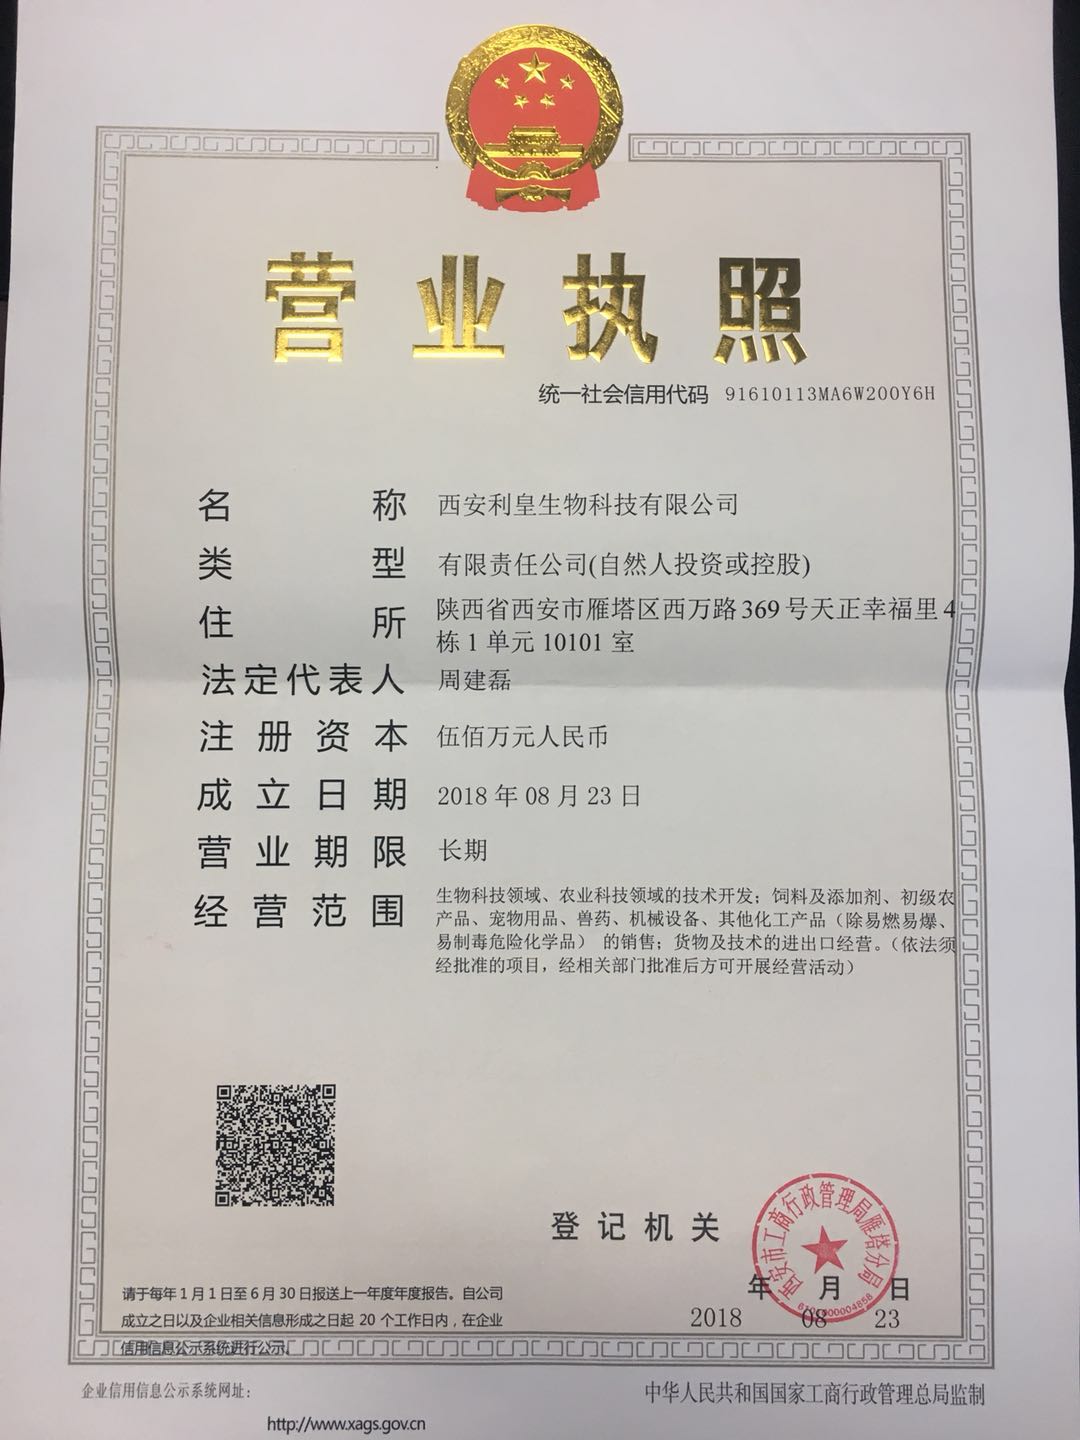 营业执照
统一社会信用代码 91610113MA6W200Y6H
名称 西安利皇生物科技有限公司
类型 有限责任公司(自然人投资或控股)
住所 陕西省西安市雁塔区西万路369号天正幸福里4
栋1单元10101室
法定代表人 周建磊
注册资本 伍佰万元人民币
成立日期 2018年08月23日
营业期限 长期
经营范围 生物科技领域、农业科技领域的技术开发；饲料及添加剂、初级农
产品、宠物用品、兽药、机械设备、其他化工产品（除易燃易爆、
易制毒危险化学品） 的销售；货物及技术的进出口经营。（依法须
经批准的项目，经相关部门批准后方可开展经营活动）
登记机关
西安市工商行政管理局雁塔分局
年 月 日
2018 08 23
请于每年1月1日至6月30日报送上一年度年度报告。自公司
成立之日以及企业相关信息形成之日起 20 个工作日内，在企业
信用信息公示系统进行公示。
企业信用信息公示系统网址：
http://www.xags.gov.cn
中华人民共和国国家工商行政管理总局监制